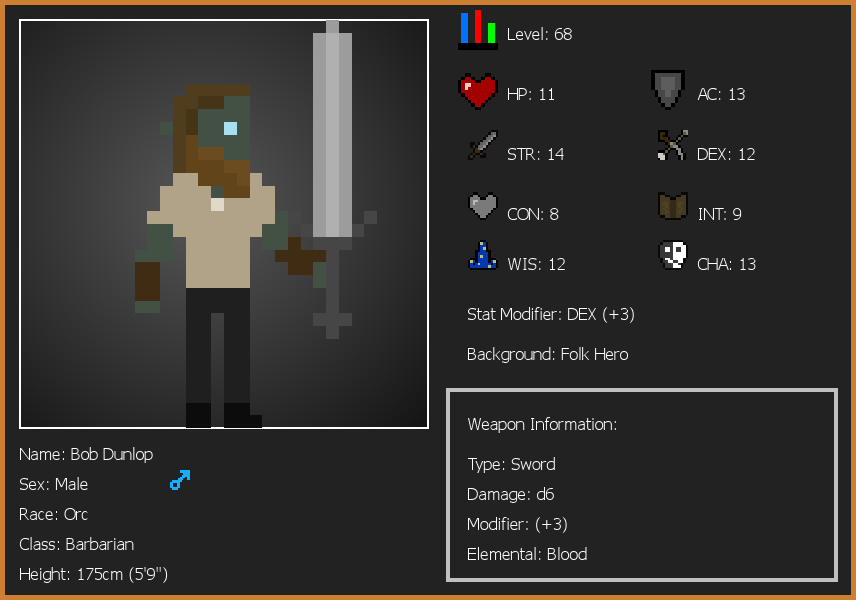 Level: 68
HP: 11
AC: 13
STR: 14
DEX: 12
CON: 8
INT: 9
WIS: 12
CHA: 13
Stat Modifier: DEX (+3)
Background: Folk Hero
Weapon Information:
Type: Sword
Damage: d6
Modifier: (+3)
Elemental: Blood
Name: Bob Dunlop
Sex: Male
Race: Orc
Class: Barbarian
Height: 175cm (5'9")